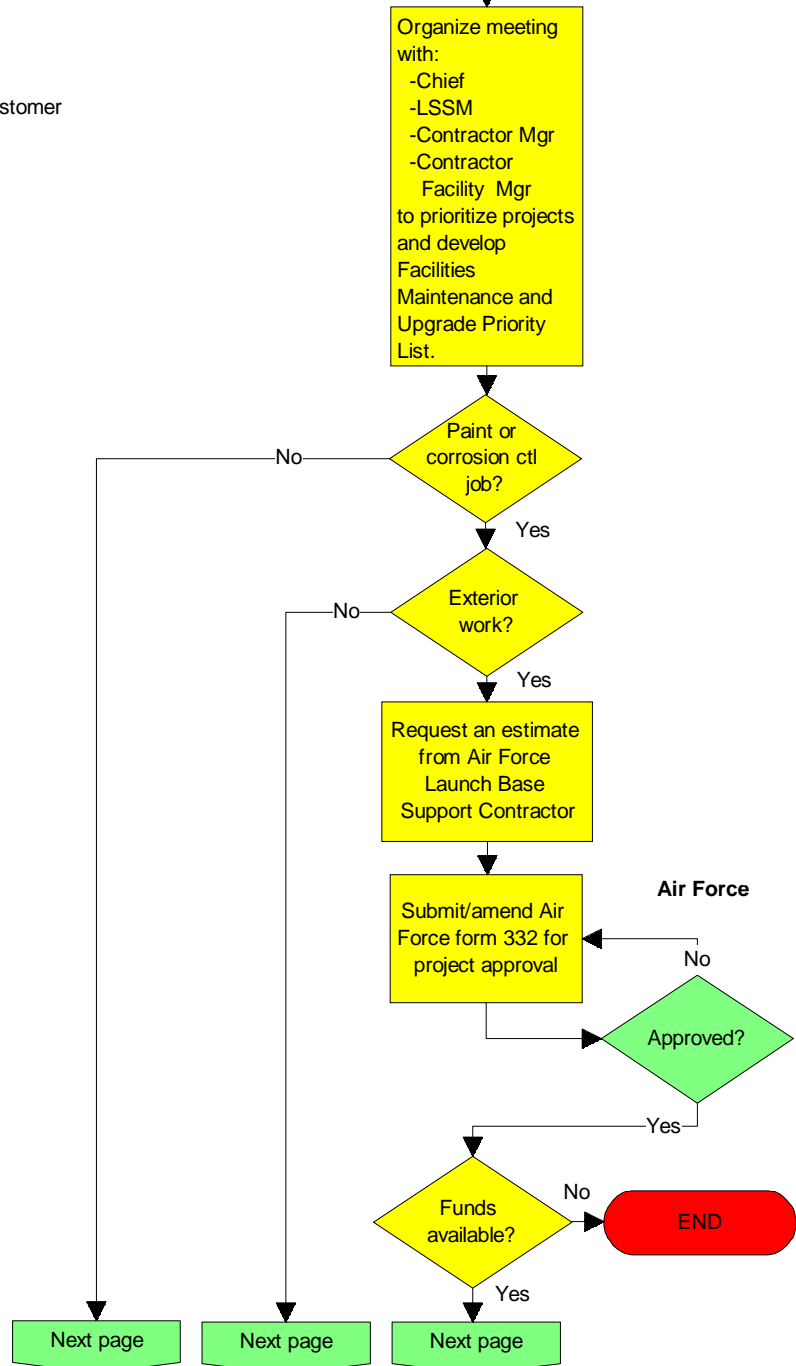 Organize meeting
with:
-Chief
-LSSM
-Contractor Mgr
-Contractor
Facility Mgr
to prioritize projects
and develop
Facilities
Maintenance and
Upgrade Priority
List.
stomer
Paint or
corrosion ctl
job?
No
Yes
Exterior
work?
No
Yes
Request an estimate
from Air Force
Launch Base
Support Contractor
Air Force
Submit/amend Air
Force form 332 for
project approval
No
Approved?
Yes
Funds
available?
No
END
Yes
Next page
Next page
Next page